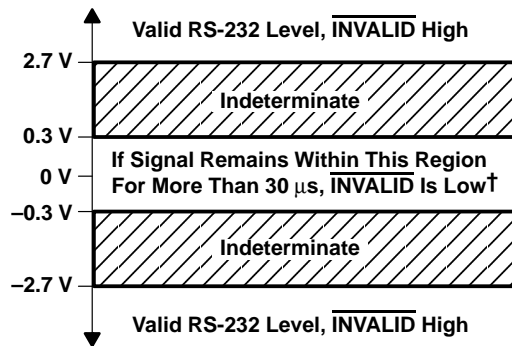 Valid RS-232 Level, INVALID High
2.7 V
Indeterminate
0.3 V
If Signal Remains Within This Region
0 V
For More Than 30 μs, INVALID Is Low†
–0.3 V
Indeterminate
–2.7 V
Valid RS-232 Level, INVALID High